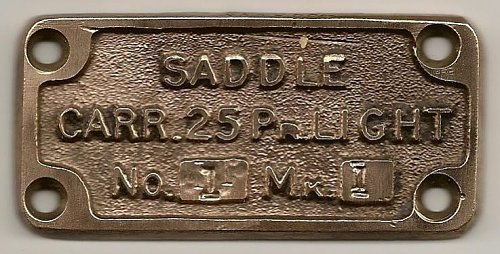 SADDLE
CARR. 25 Pr. LIGHT
No. 1 Mk. I